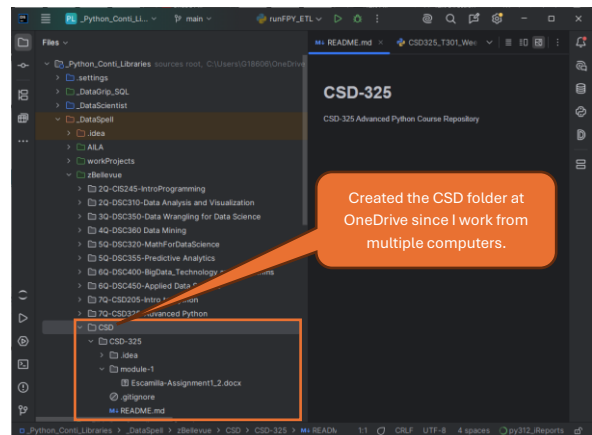 PL _Python_Conti_Li... main runFPY_ETL
Files
README.md CSD325_T301_Wee
_Python_Conti_Libraries sources root, C:\Users\G18606\OneDrive
.settings
_DataGrip_SQL
_DataScientist
_DataSpell
.idea
AILA
workProjects
zBellevue
2Q-CIS245-IntroProgramming
2Q-DSC310-Data Analysis and Visualization
3Q-DSC350-Data Wrangling for Data Science
4Q-DSC360 Data Mining
5Q-DSC320-MathForDataScience
5Q-DSC355-Predictive Analytics
6Q-DSC400-BigData_Technology
6Q-DSC450-Applied Data
7Q-CSD205-Intro
7Q-CSD325-Advanced Python
CSD
CSD-325
.idea
module-1
Escamilla-Assignment1_2.docx
.gitignore
README.md
CSD-325
CSD-325 Advanced Python Course Repository
Created the CSD folder at
OneDrive since I work from
multiple computers.
_Python_Conti_Libraries > _DataSpell > zBellevue > CSD > CSD-325 > README 1:1 CRLF UTF-8 4 spaces py312_iReports